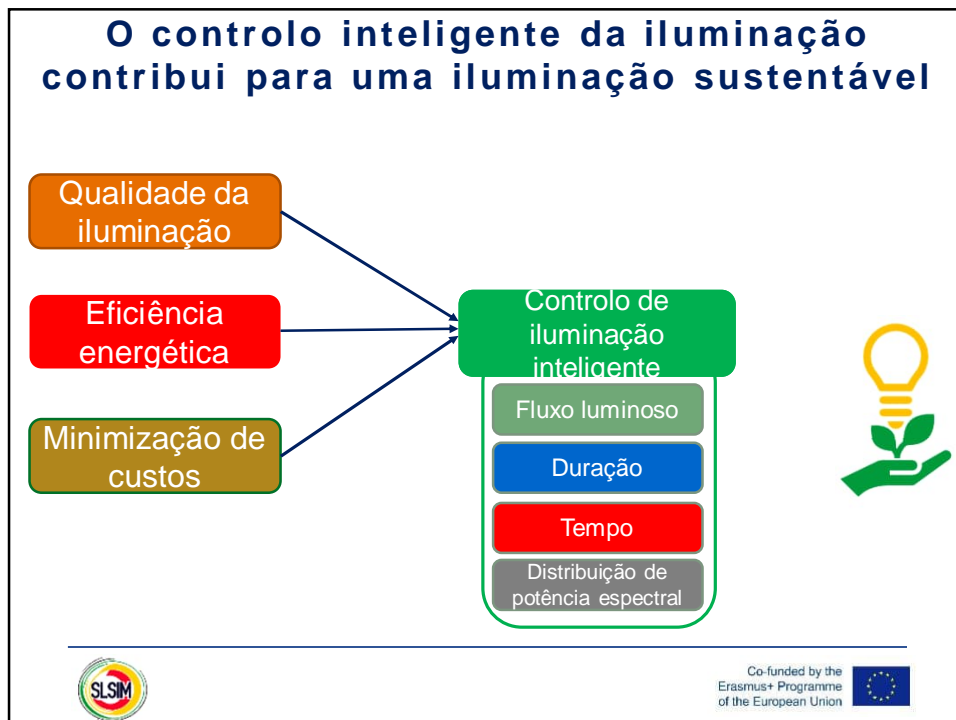 O controlo inteligente da iluminação
contribui para uma iluminação sustentável
Qualidade da
iluminação
Eficiência
energética
Minimização de
custos
Controlo de
iluminação
inteligente
Fluxo luminoso
Duração
Tempo
Distribuição de
potência espectral
SLSIM
Co-funded by the
Erasmus+ Programme
of the European Union